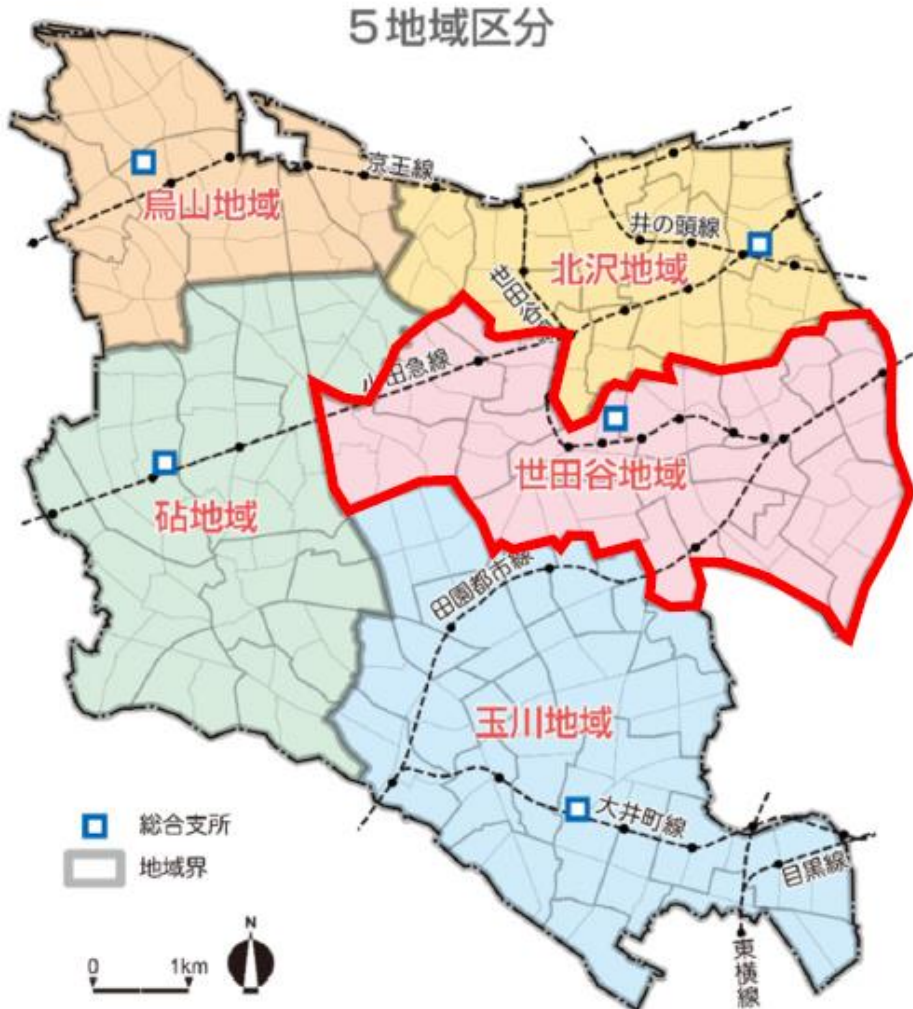 5地域区分
京王線
烏山地域
井の頭線
北沢地域
世田谷線
小田急線
世田谷地域
砧地域
田園都市線
玉川地域
総合支所
大井町線
地域界
目黒線
東横線
N
0 1km